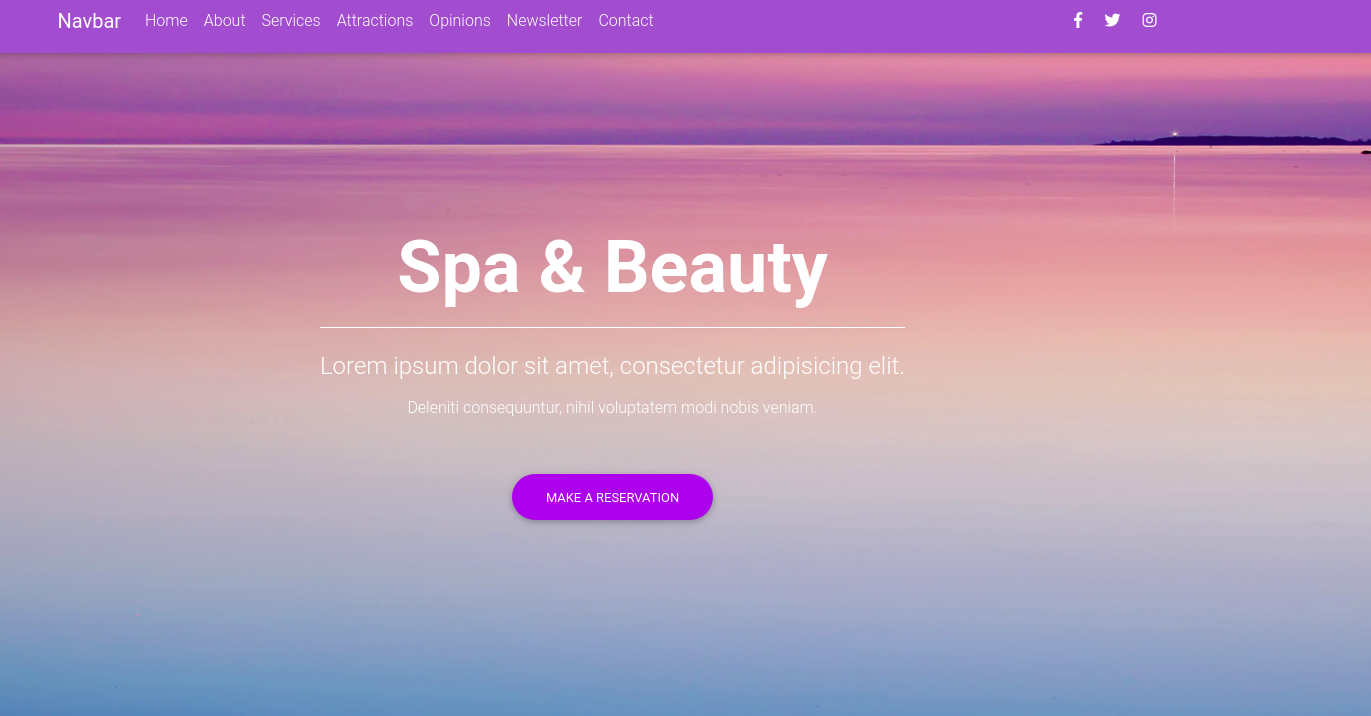 Navbar Home About Services Attractions Opinions Newsletter Contact
Spa & Beauty
Lorem ipsum dolor sit amet, consectetur adipisicing elit.
Deleniti consequuntur, nihil voluptatem modi nobis veniam.
MAKE A RESERVATION